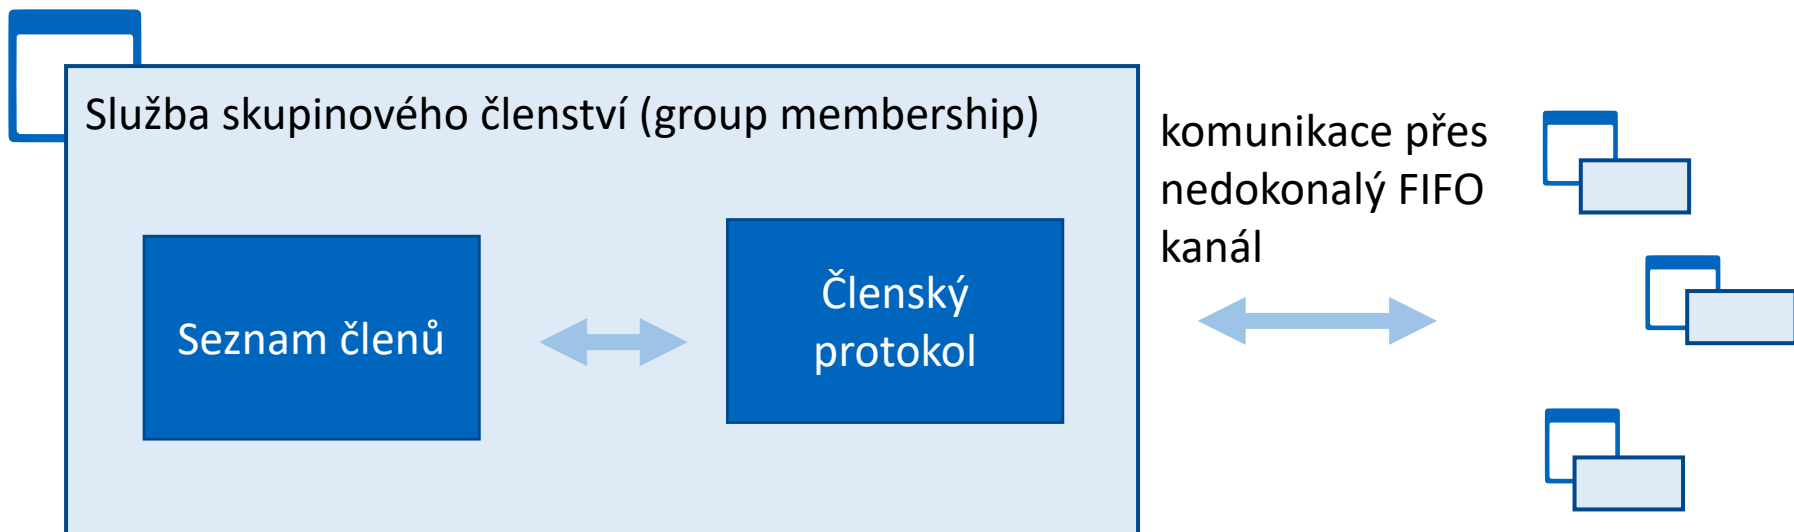 Služba skupinového členství (group membership)
komunikace přes
nedokonalý FIFO
kanál
Seznam členů
Členský
protokol